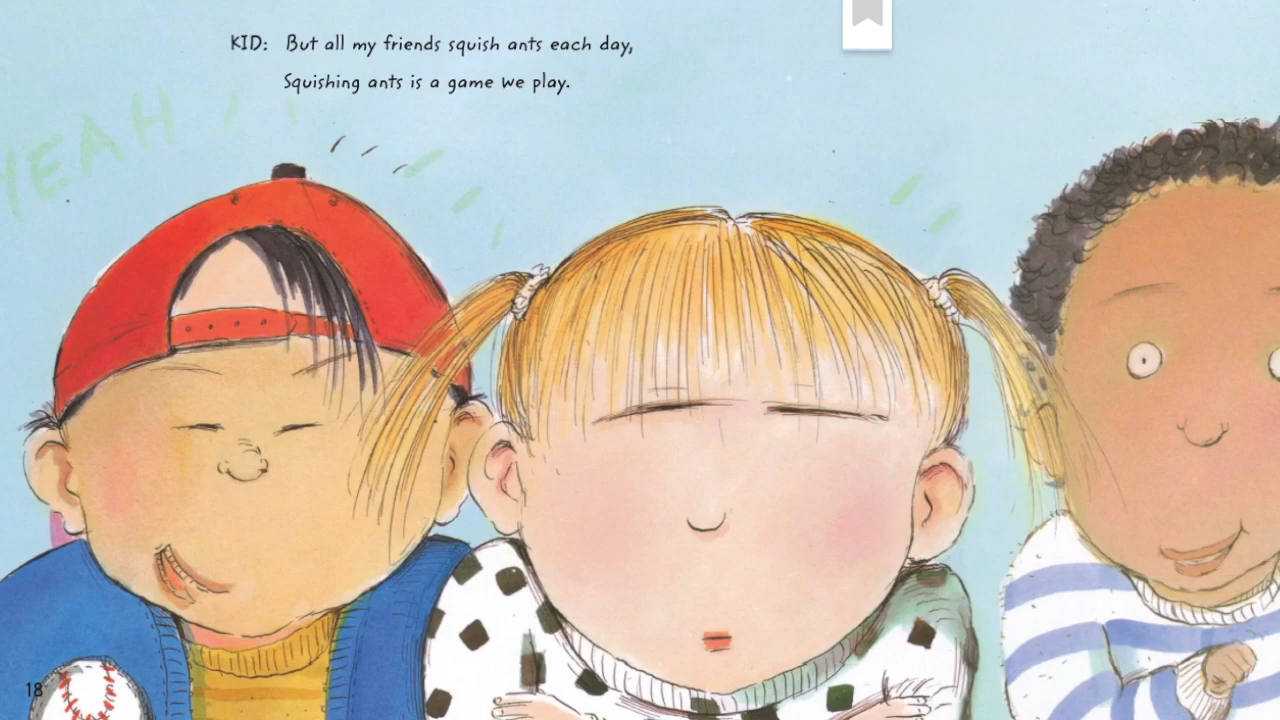 KID: But all my friends squish ants each day,
Squishing ants is a game we play.
YEAH
18